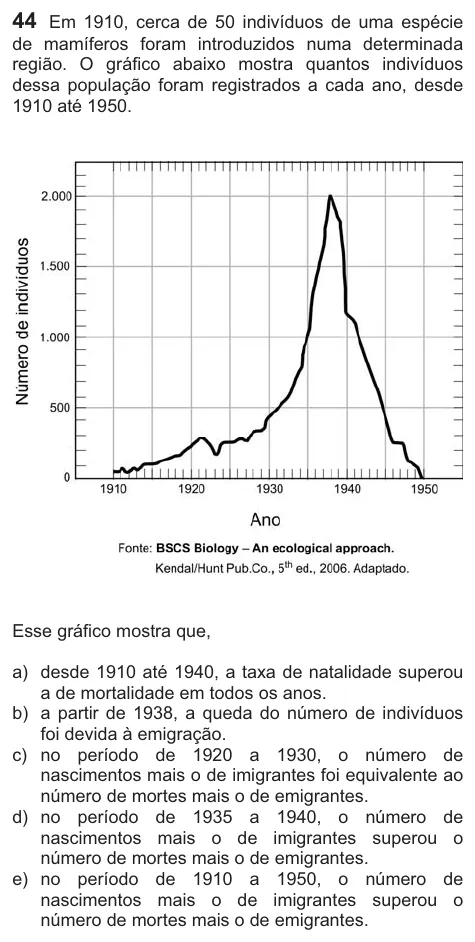 44 Em 1910, cerca de 50 indivíduos de uma espécie
de mamíferos foram introduzidos numa determinada
região. O gráfico abaixo mostra quantos indivíduos
dessa população foram registrados a cada ano, desde
1910 até 1950.
Número de indivíduos
2.000
1.500
1.000
500
0
1910 1920 1930 1940 1950
Ano
Fonte: BSCS Biology – An ecological approach.
Kendal/Hunt Pub.Co., 5th ed., 2006. Adaptado.
Esse gráfico mostra que,
a) desde 1910 até 1940, a taxa de natalidade superou
a de mortalidade em todos os anos.
b) a partir de 1938, a queda do número de indivíduos
foi devida à emigração.
c) no período de 1920 a 1930, o número de
nascimentos mais o de imigrantes foi equivalente ao
número de mortes mais o de emigrantes.
d) no período de 1935 a 1940, o número de
nascimentos mais o de imigrantes superou o
número de mortes mais o de emigrantes.
e) no período de 1910 a 1950, o número de
nascimentos mais o de imigrantes superou o
número de mortes mais o de emigrantes.